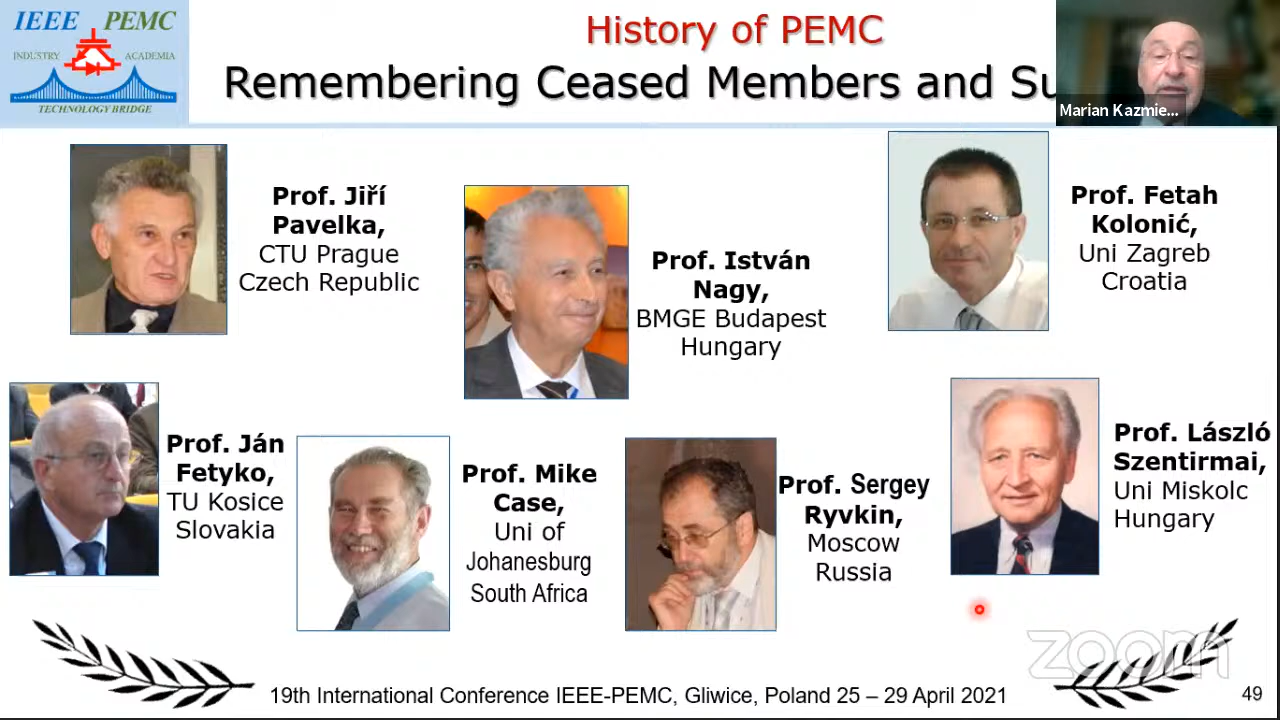 IEEE PEMC
INDUSTRY ACADEMIA
TECHNOLOGY BRIDGE
History of PEMC
Remembering Ceased Members and Su
Marian Kazmie...
Prof. Jiří
Pavelka,
CTU Prague
Czech Republic
Prof. István
Nagy,
BMGE Budapest
Hungary
Prof. Fetah
Kolonić,
Uni Zagreb
Croatia
Prof. Ján
Fetyko,
TU Kosice
Slovakia
Prof. Mike
Case,
Uni of
Johanesburg
South Africa
Prof. Sergey
Ryvkin,
Moscow
Russia
Prof. László
Szentirmai,
Uni Miskolc
Hungary
zoom
19th International Conference IEEE-PEMC, Gliwice, Poland 25 – 29 April 2021
49